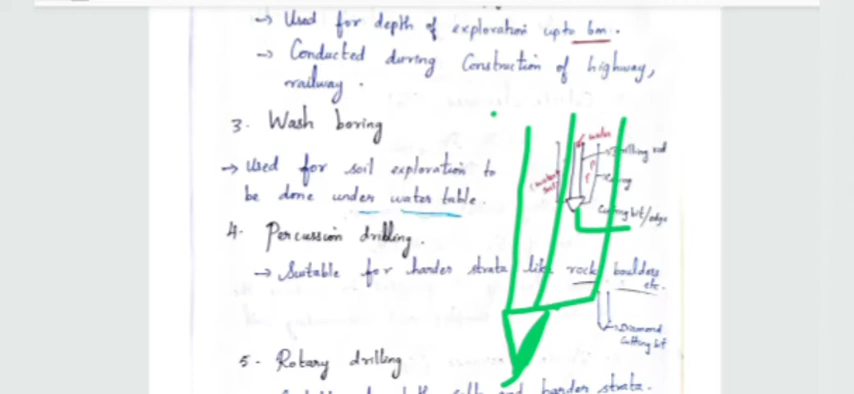 → Used for depth of exploration upto 6m.
→ Conducted during Construction of highway,
railway.
3. Wash boring
→ Used for soil exploration to
be done under water table.
water
Drilling rod
Casing
Cutting bit/edge
4. Percussion drilling.
→ Suitable for harder strata like rock, boulders
etc.
Diamond
Cutting bit
5. Rotary drilling
and harder strata.